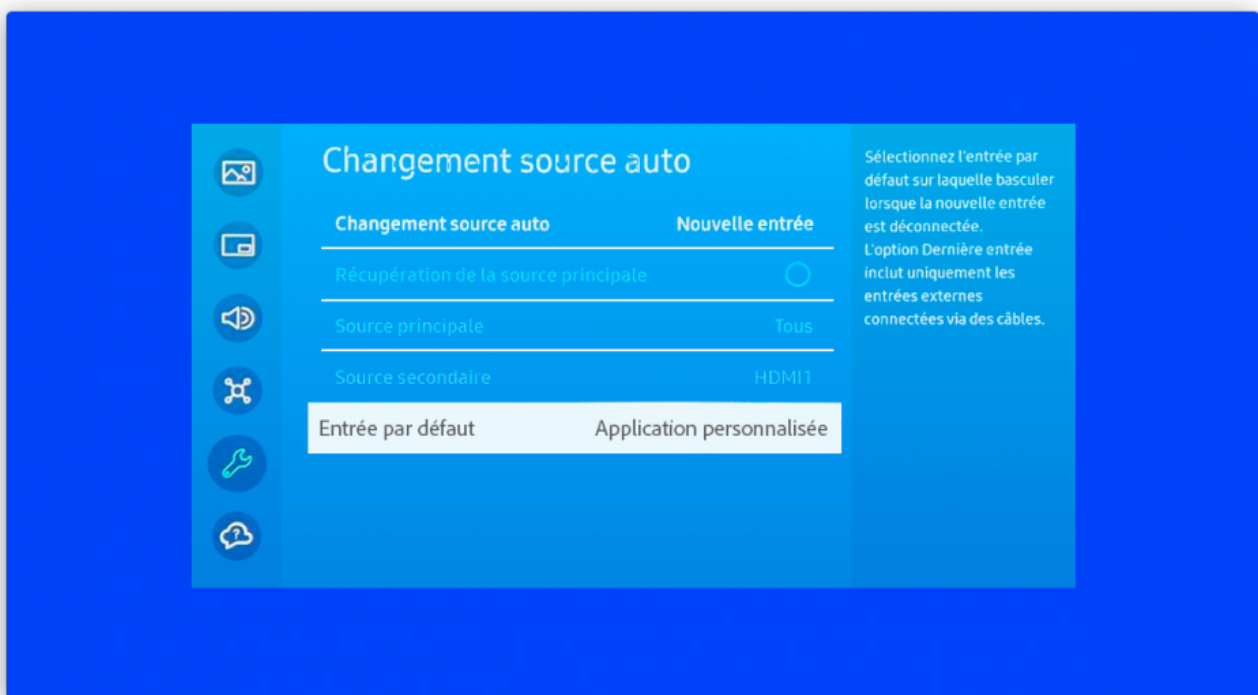 Changement source auto
Changement source auto Nouvelle entrée
Récupération de la source principale
Source principale Tous
Source secondaire HDMI1
Entrée par défaut Application personnalisée
Sélectionnez l'entrée par
défaut sur laquelle basculer
lorsque la nouvelle entrée
est déconnectée.
L'option Dernière entrée
inclut uniquement les
entrées externes
connectées via des câbles.